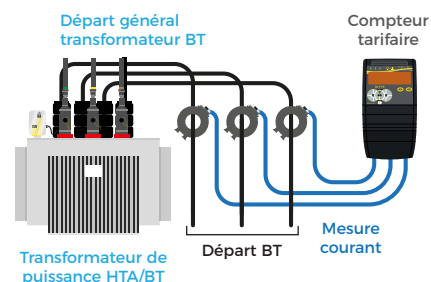 Départ général
transformateur BT
Compteur
tarifaire
Départ BT
Mesure
courant
Transformateur de
puissance HTA/BT